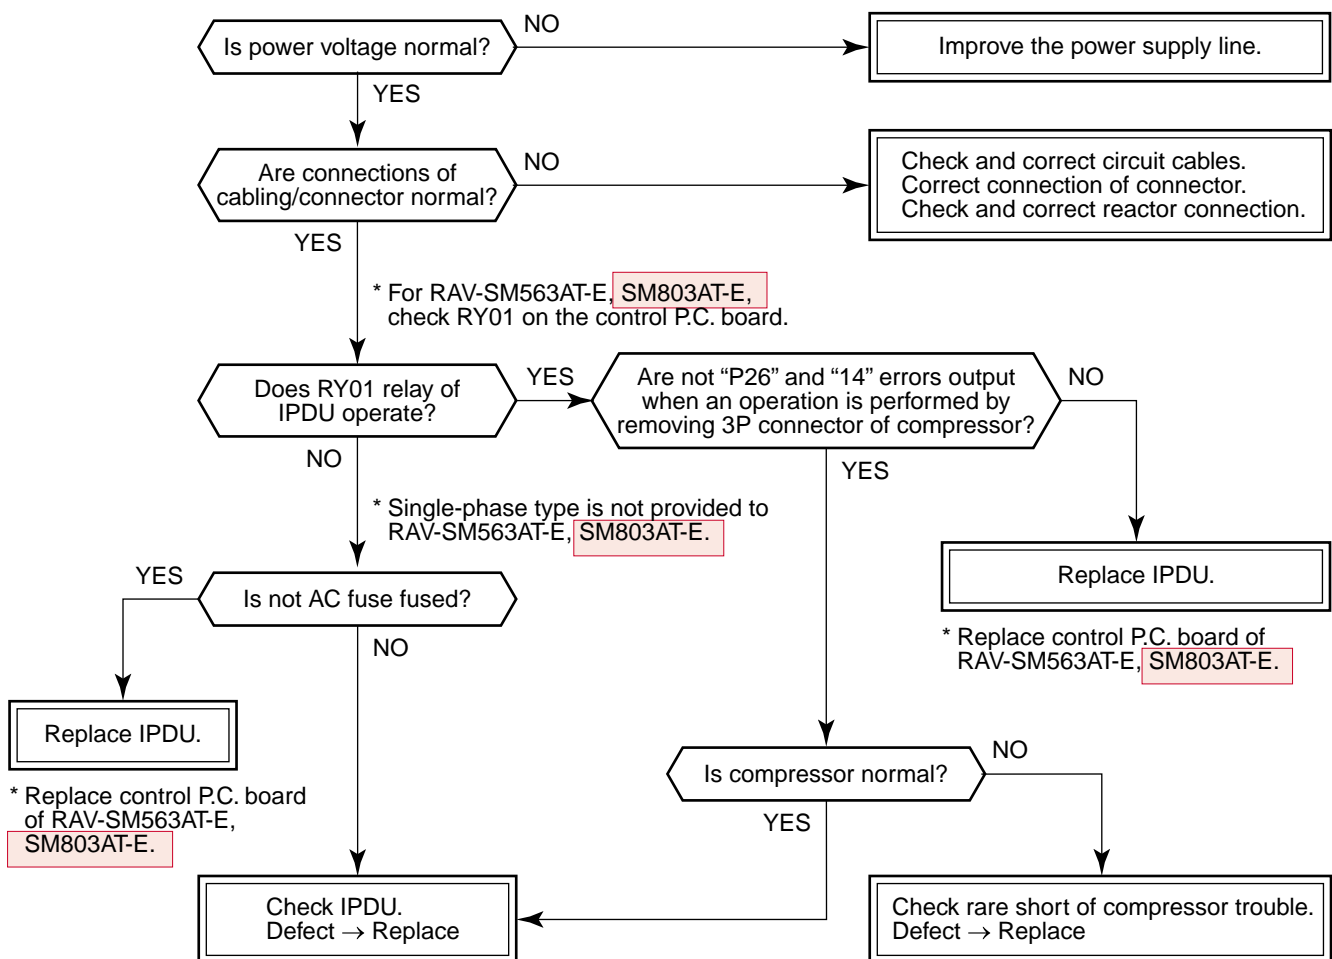 Is power voltage normal?
NO
Improve the power supply line.
YES
Are connections of
cabling/connector normal?
NO
Check and correct circuit cables.
Correct connection of connector.
Check and correct reactor connection.
YES
* For RAV-SM563AT-E, SM803AT-E,
check RY01 on the control P.C. board.
Does RY01 relay of
IPDU operate?
YES
Are not “P26” and “14” errors output
when an operation is performed by
removing 3P connector of compressor?
NO
NO
YES
* Single-phase type is not provided to
RAV-SM563AT-E, SM803AT-E.
Replace IPDU.
* Replace control P.C. board of
RAV-SM563AT-E, SM803AT-E.
YES
Is not AC fuse fused?
NO
Replace IPDU.
* Replace control P.C. board
of RAV-SM563AT-E,
SM803AT-E.
Is compressor normal?
NO
YES
Check IPDU.
Defect → Replace
Check rare short of compressor trouble.
Defect → Replace